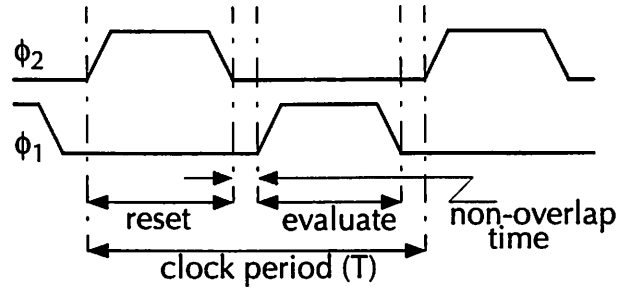 ϕ2
ϕ1
reset
evaluate
non-overlap
time
clock period (T)